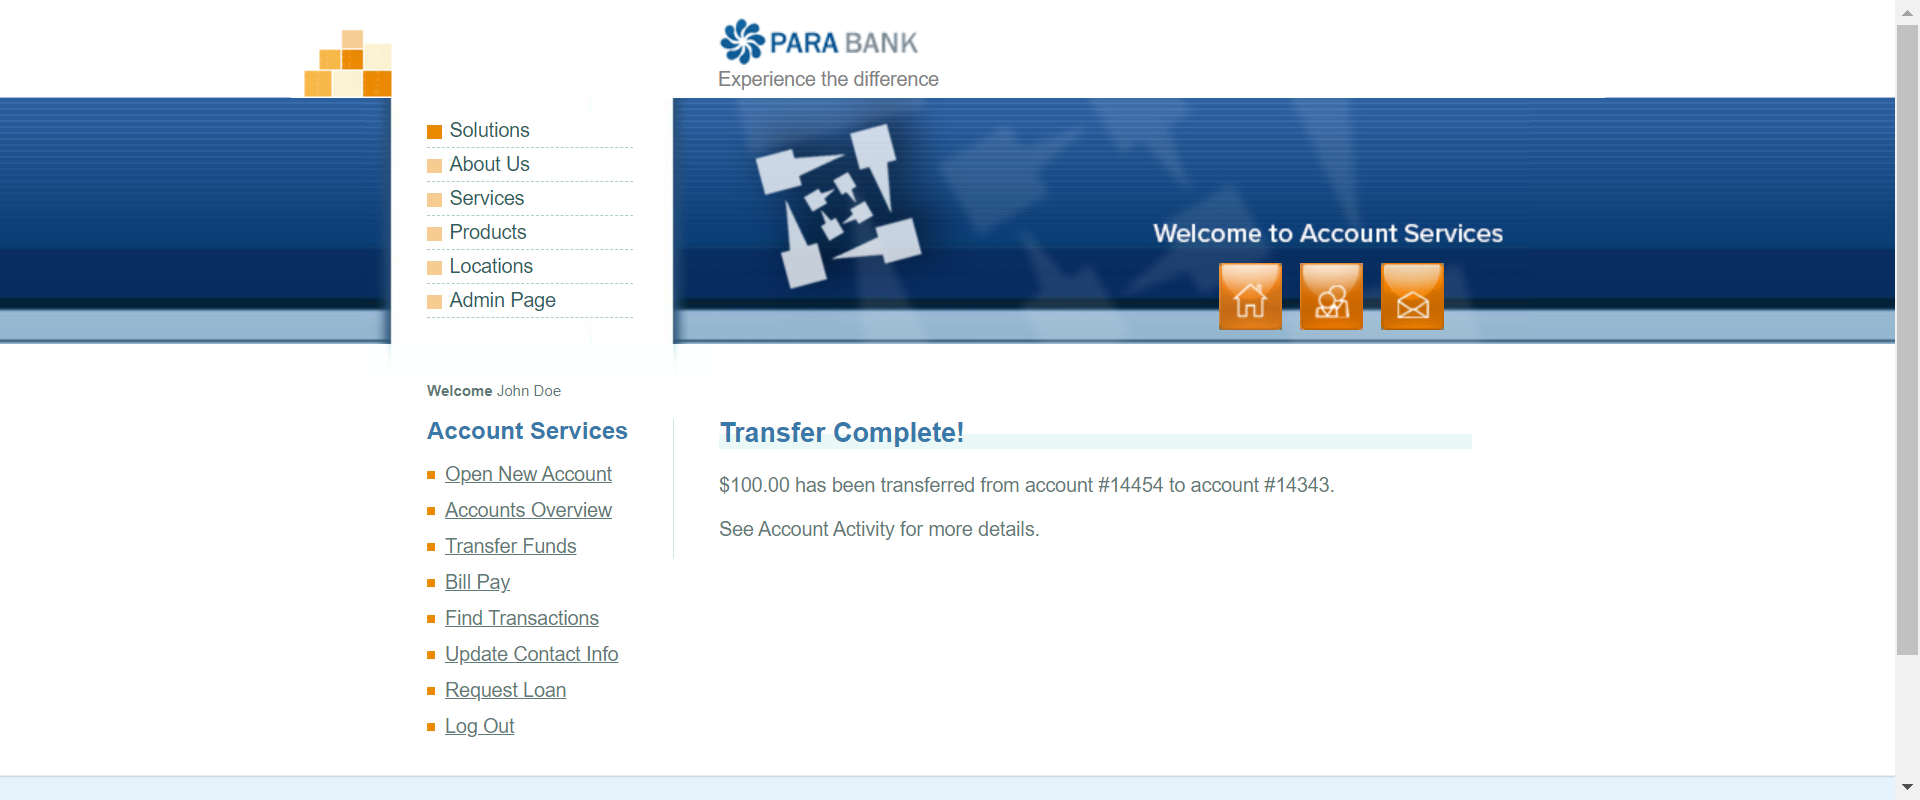 PARA BANK
Experience the difference
Solutions
About Us
Services
Products
Locations
Admin Page
Welcome to Account Services
Welcome John Doe
Account Services
Open New Account
Accounts Overview
Transfer Funds
Bill Pay
Find Transactions
Update Contact Info
Request Loan
Log Out
Transfer Complete!
$100.00 has been transferred from account #14454 to account #14343.
See Account Activity for more details.